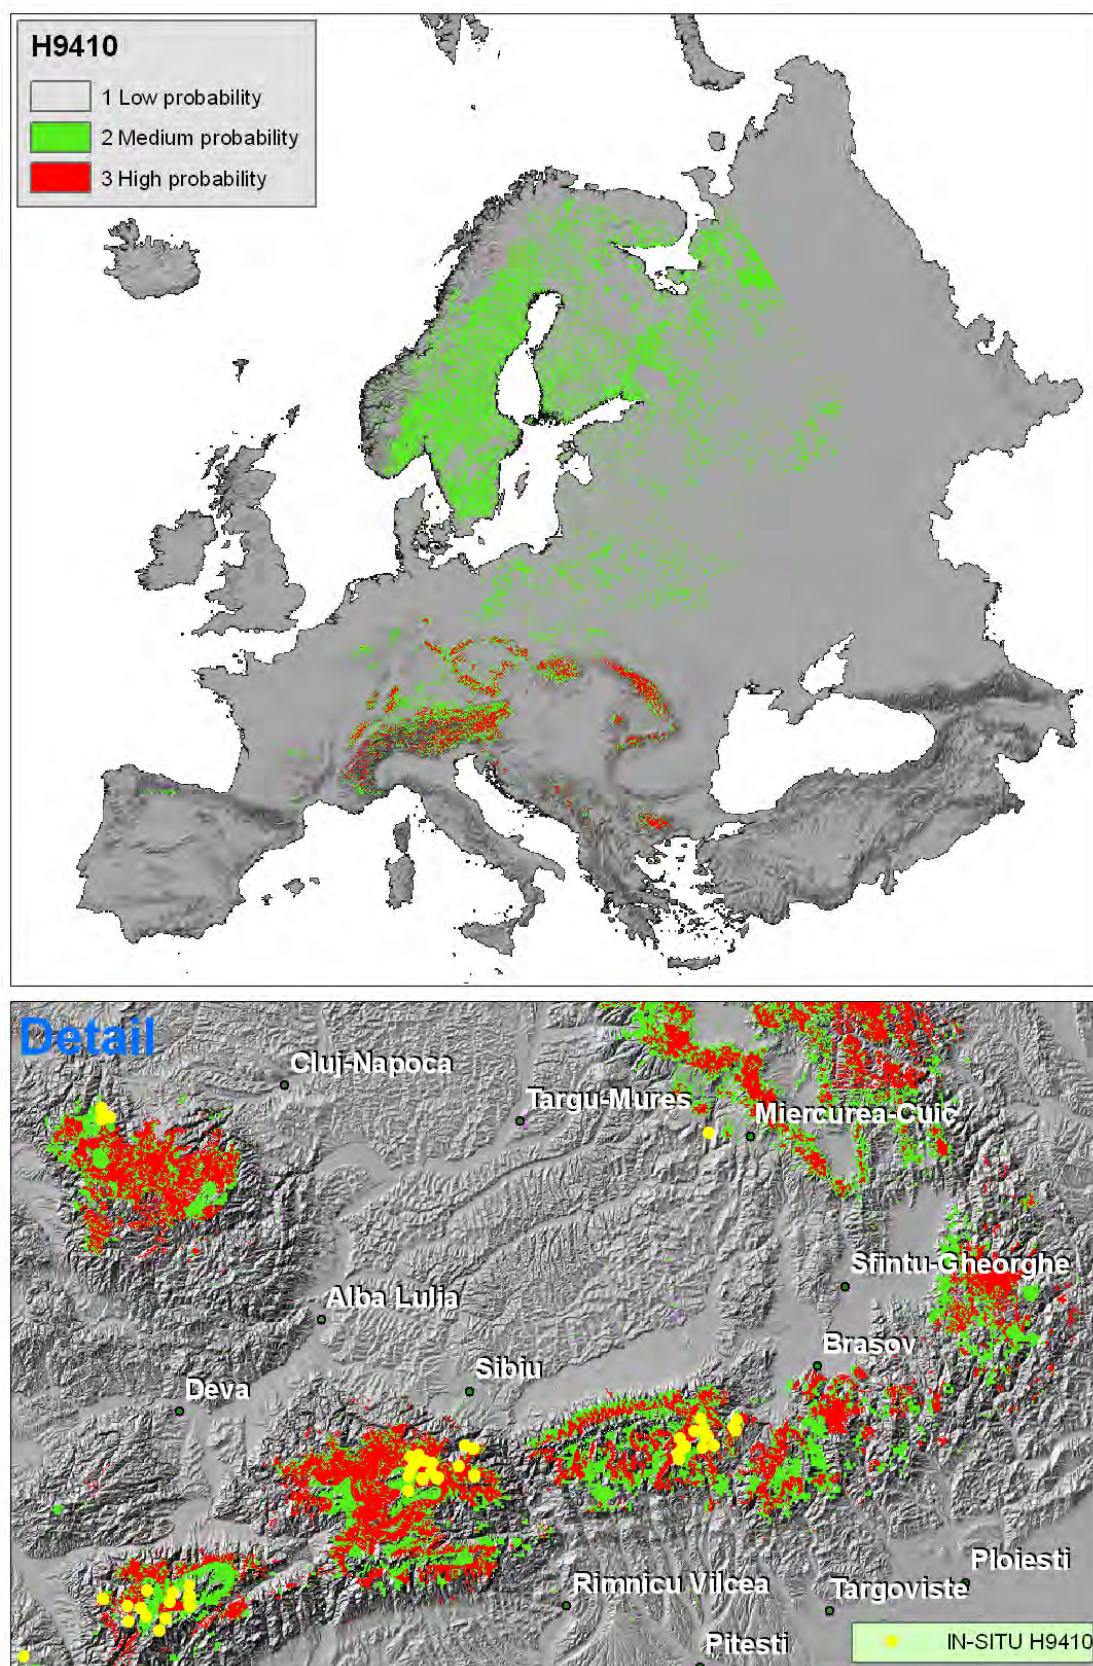 H9410
1 Low probability
2 Medium probability
3 High probability
Detail
Cluj-Napoca
Targu-Mures
Miercurea-Cuic
Sfintu-Gheorghe
Alba Lulia
Brasov
Sibiu
Deva
Ploiesti
Rimnicu Vilcea
Targoviste
Pitesti
IN-SITU H9410